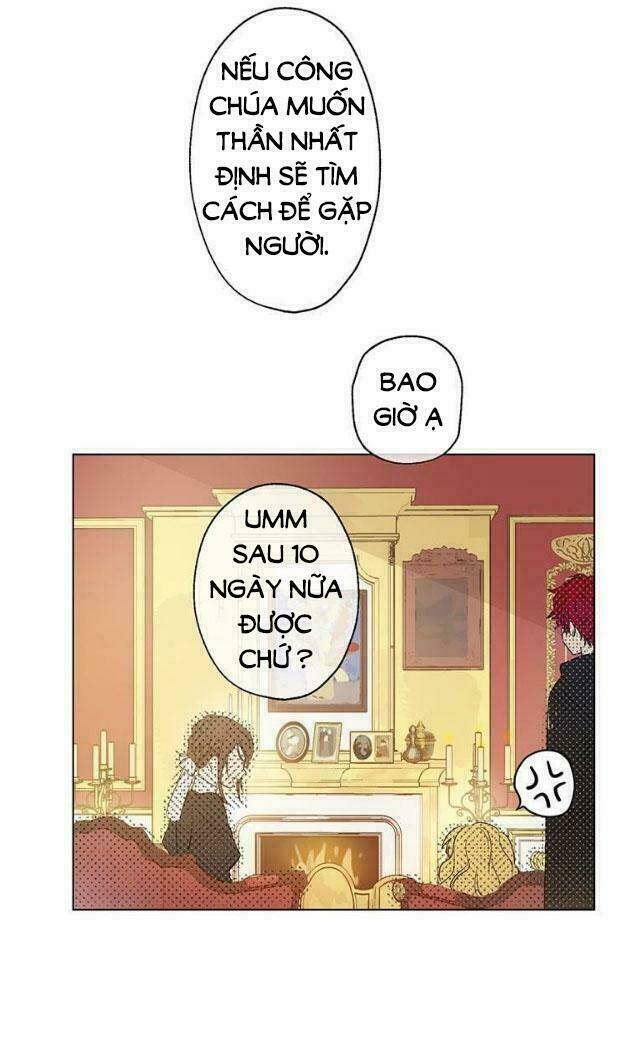 NẾU CÔNG
CHÚA MUỐN
THẦN NHẤT
ĐỊNH SẼ TÌM
CÁCH ĐỂ GẶP
NGƯỜI.
BAO
GIỜ Ạ
UMM
SAU 10
NGÀY NỮA
ĐƯỢC
CHỨ ?